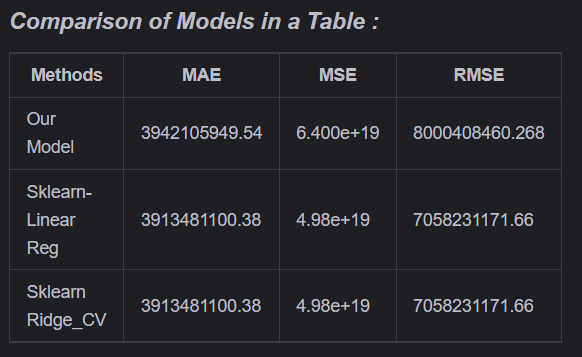 Comparison of Models in a Table :
Methods MAE MSE RMSE
Our
Model 3942105949.54 6.400e+19 8000408460.268
Sklearn-
Linear
Reg 3913481100.38 4.98e+19 7058231171.66
Sklearn
Ridge_CV 3913481100.38 4.98e+19 7058231171.66